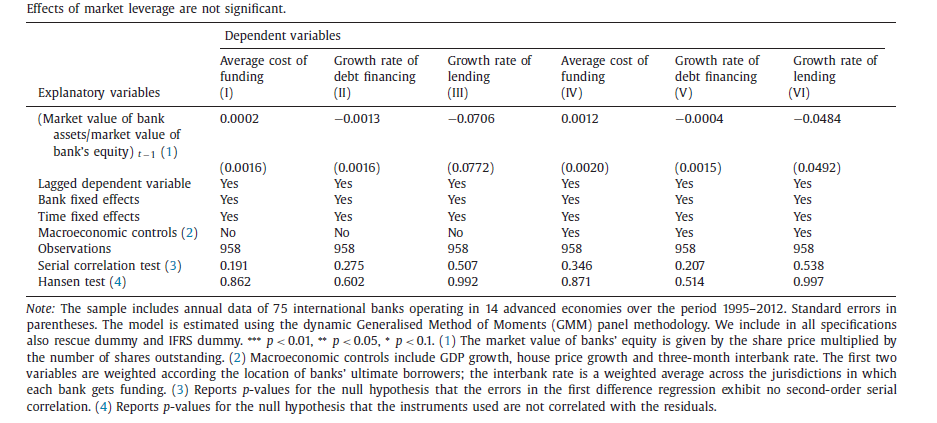 Effects of market leverage are not significant.
Dependent variables
Explanatory variables Average cost of funding (I) Growth rate of debt financing (II) Growth rate of lending (III) Average cost of funding (IV) Growth rate of debt financing (V) Growth rate of lending (VI)
(Market value of bank 0.0002 −0.0013 −0.0706 0.0012 −0.0004 −0.0484
assets/market value of
bank's equity) t−1 (1)
(0.0016) (0.0016) (0.0772) (0.0020) (0.0015) (0.0492)
Lagged dependent variable Yes Yes Yes Yes Yes Yes
Bank fixed effects Yes Yes Yes Yes Yes Yes
Time fixed effects Yes Yes Yes Yes Yes Yes
Macroeconomic controls (2) No No No Yes Yes Yes
Observations 958 958 958 958 958 958
Serial correlation test (3) 0.191 0.275 0.507 0.346 0.207 0.538
Hansen test (4) 0.862 0.602 0.992 0.871 0.514 0.997
Note: The sample includes annual data of 75 international banks operating in 14 advanced economies over the period 1995–2012. Standard errors in
parentheses. The model is estimated using the dynamic Generalised Method of Moments (GMM) panel methodology. We include in all specifications
also rescue dummy and IFRS dummy. *** p < 0.01, ** p < 0.05, * p < 0.1. (1) The market value of banks' equity is given by the share price multiplied by
the number of shares outstanding. (2) Macroeconomic controls include GDP growth, house price growth and three-month interbank rate. The first two
variables are weighted according the location of banks' ultimate borrowers; the interbank rate is a weighted average across the jurisdictions in which
each bank gets funding. (3) Reports p-values for the null hypothesis that the errors in the first difference regression exhibit no second-order serial
correlation. (4) Reports p-values for the null hypothesis that the instruments used are not correlated with the residuals.